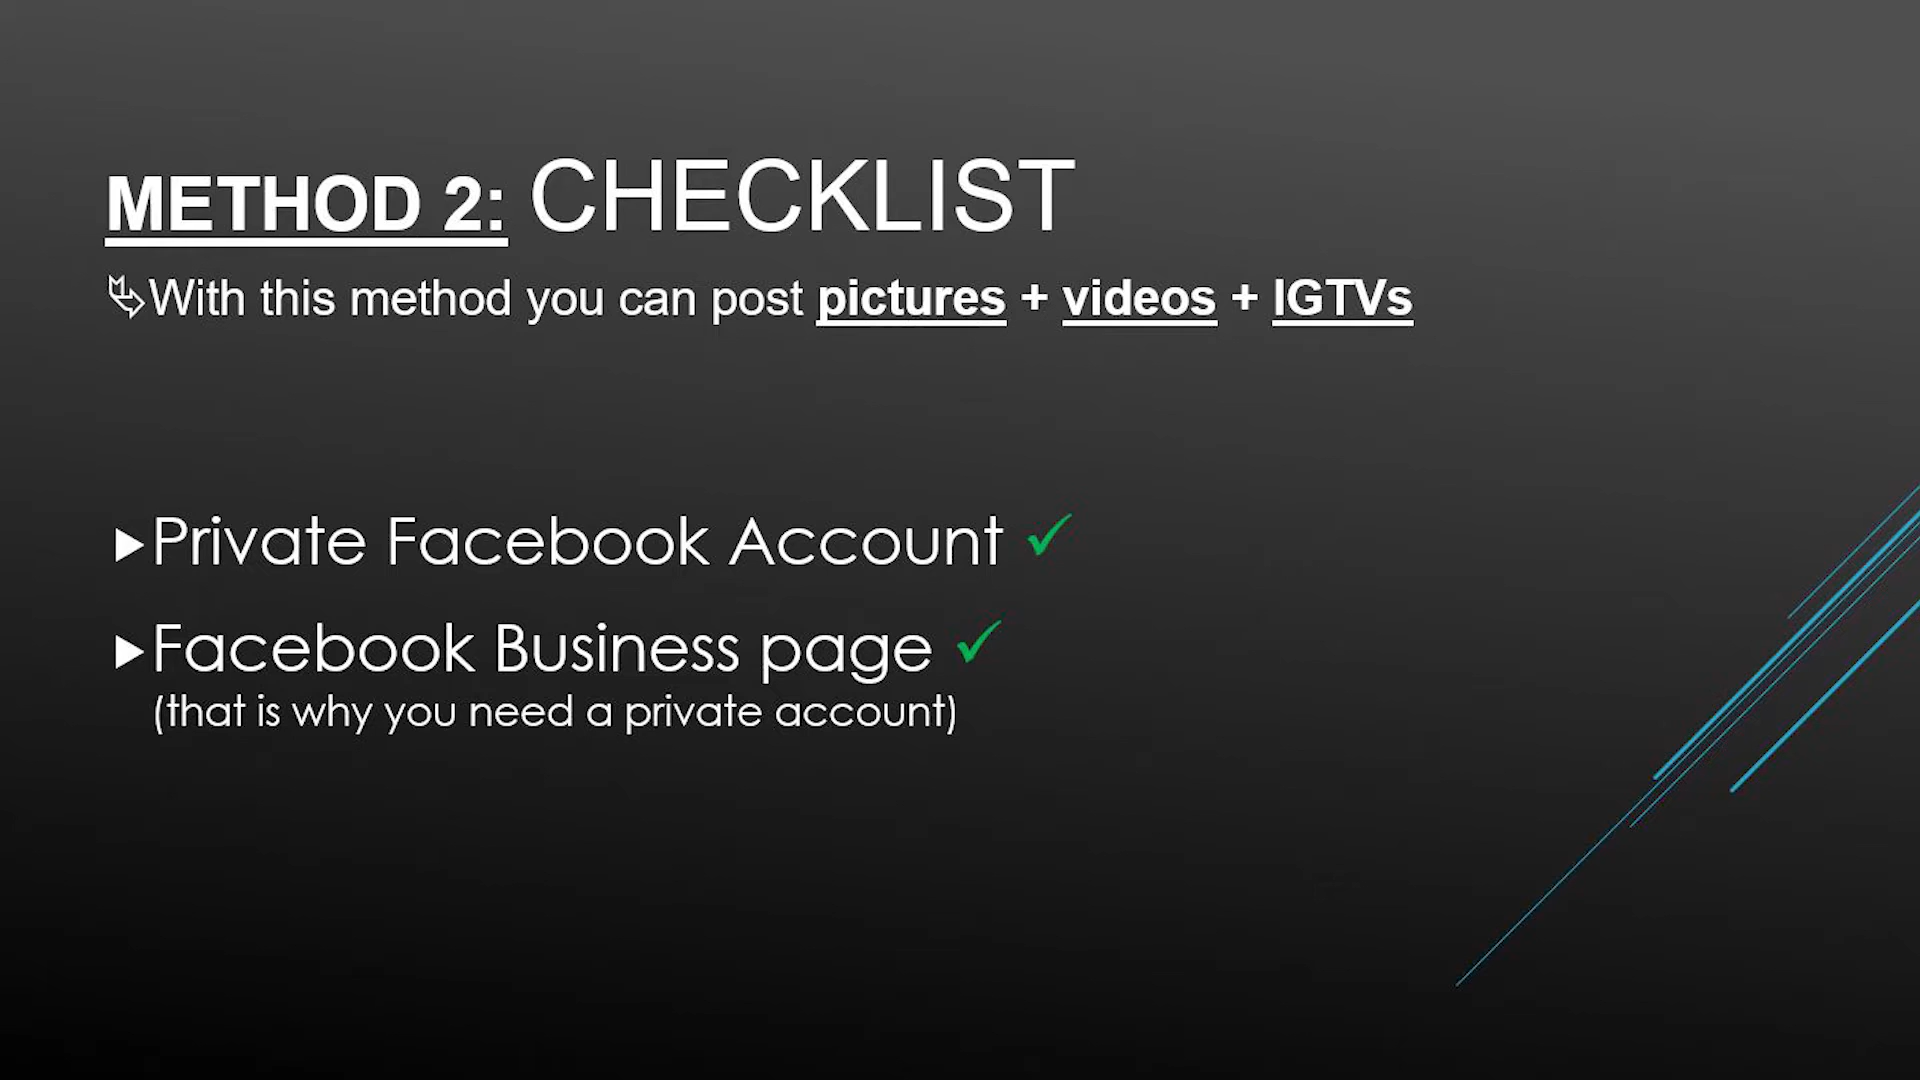 METHOD 2: CHECKLIST
⮱With this method you can post pictures + videos + IGTVs
▶Private Facebook Account ✓
▶Facebook Business page ✓
(that is why you need a private account)